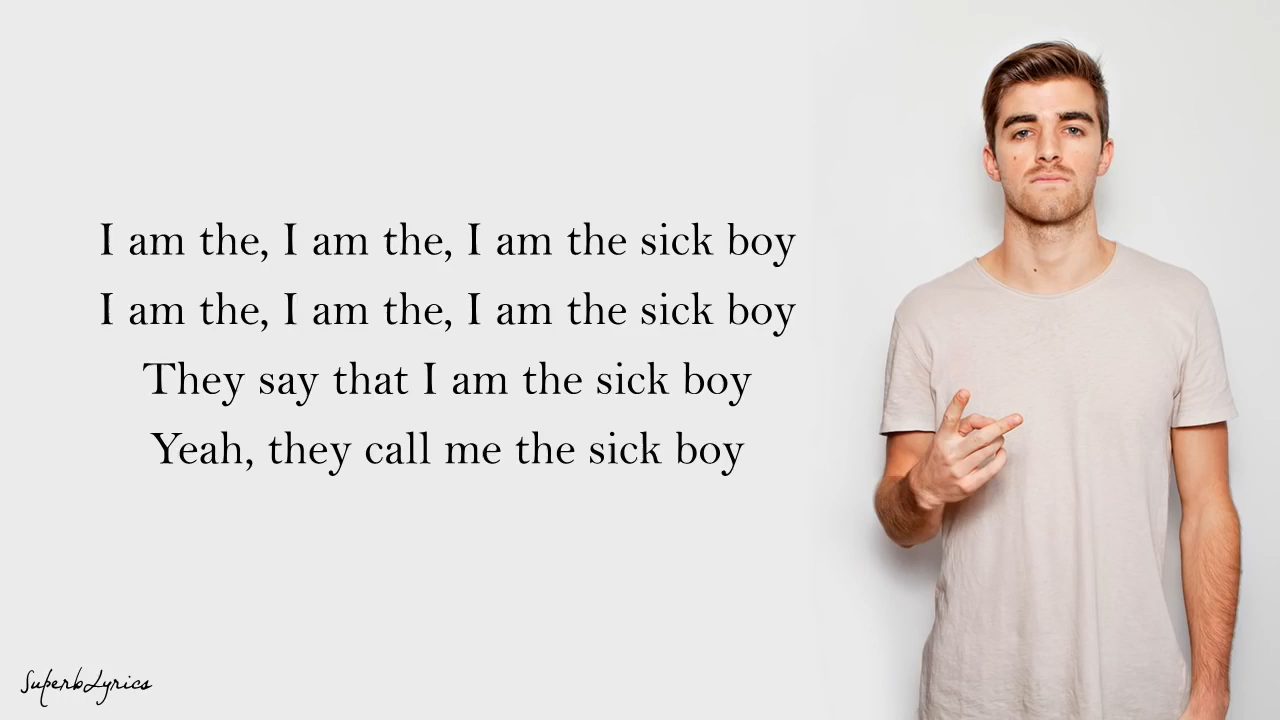 I am the, I am the, I am the sick boy
I am the, I am the, I am the sick boy
They say that I am the sick boy
Yeah, they call me the sick boy
SuperbLyrics